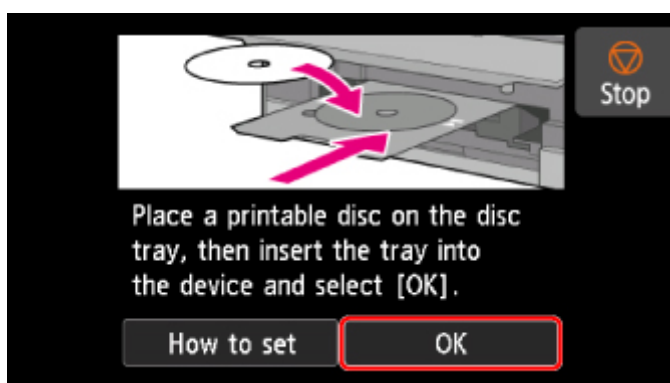 Stop
Place a printable disc on the disc
tray, then insert the tray into
the device and select [OK].
How to set
OK